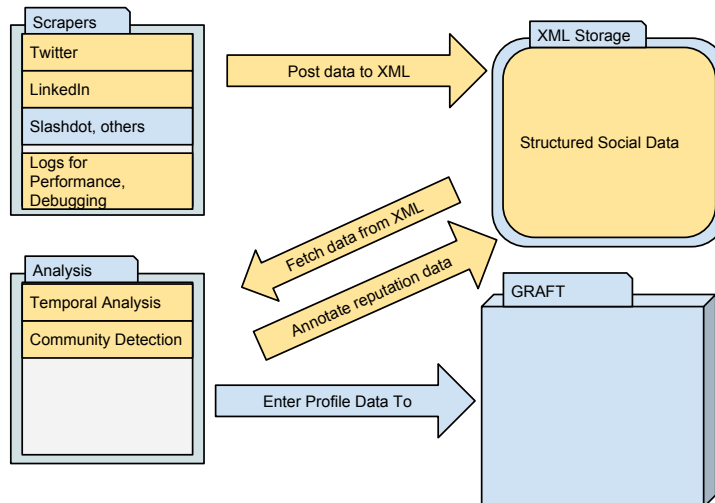 Scrapers
Twitter
LinkedIn
Slashdot, others
Logs for
Performance,
Debugging
Post data to XML
XML Storage
Structured Social Data
Fetch data from XML
Annotate reputation data
Analysis
Temporal Analysis
Community Detection
Enter Profile Data To
GRAFT